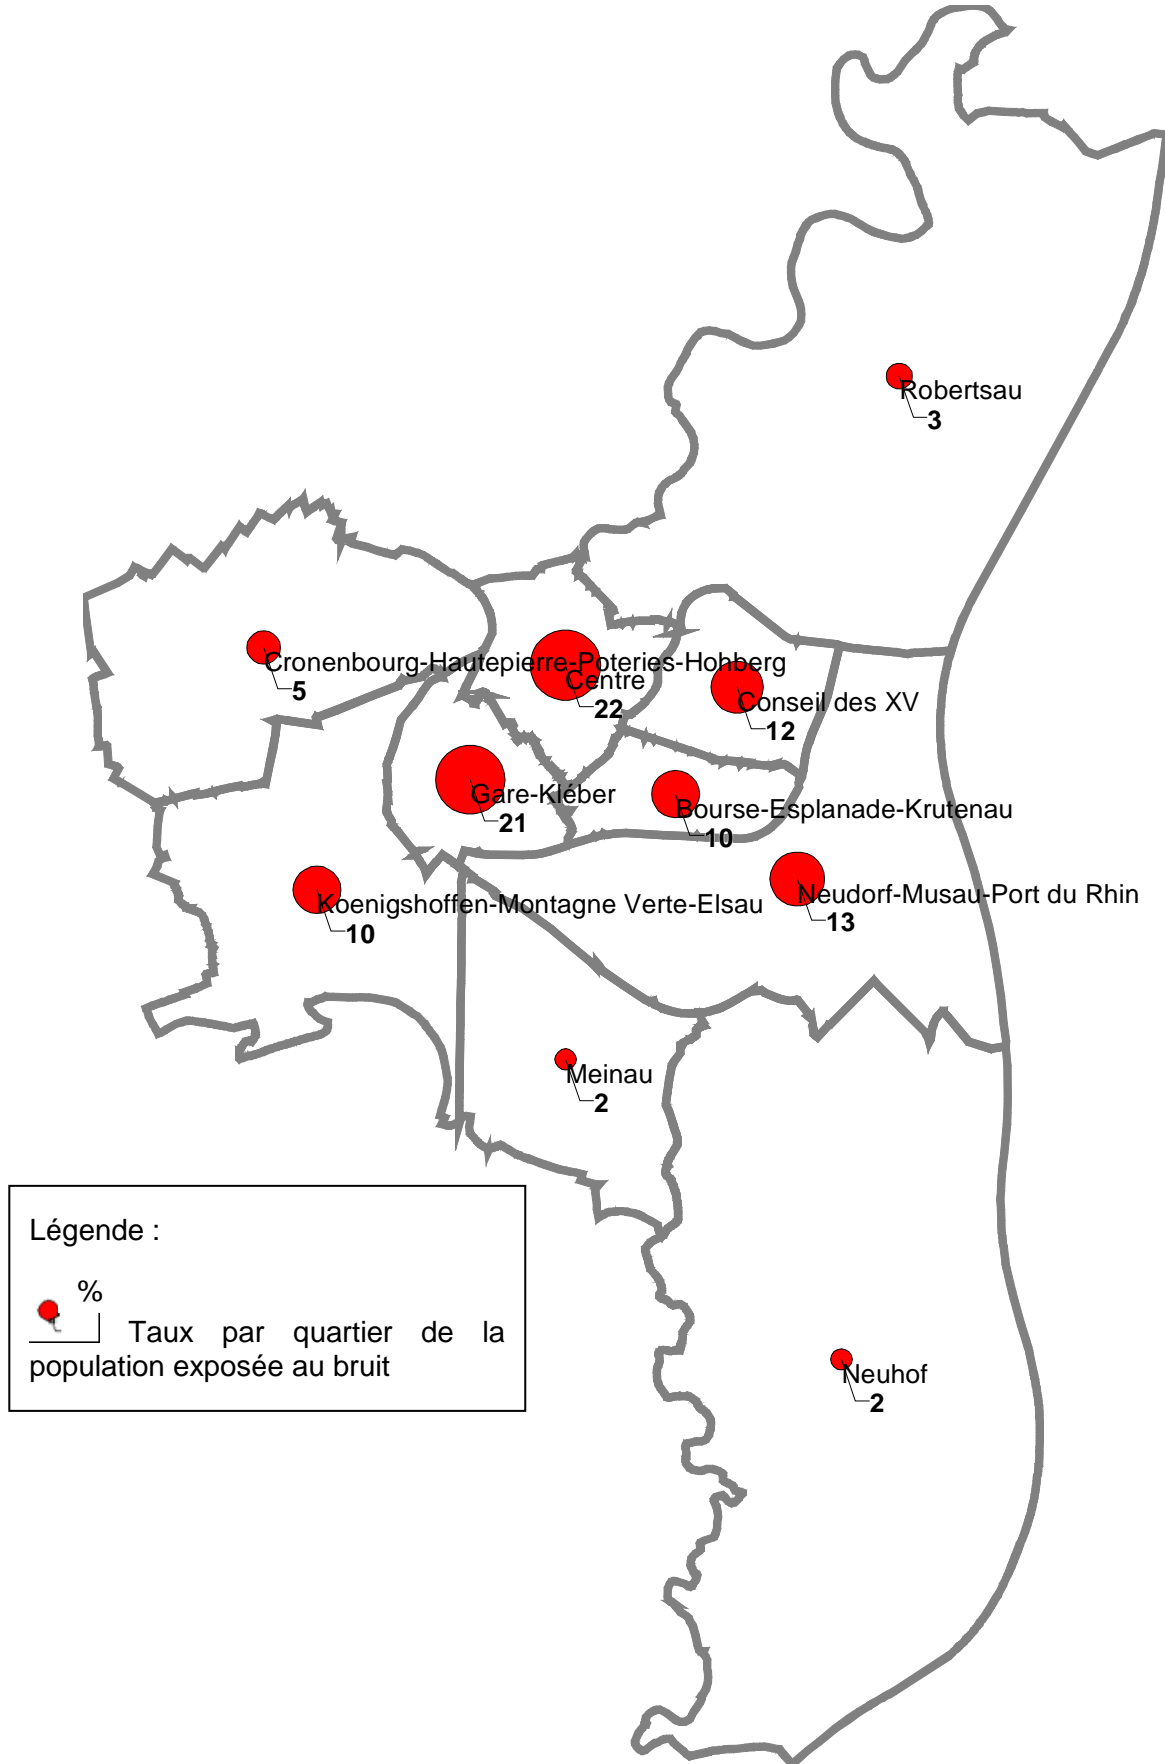 Robertsau
3
Cronenbourg-Hautepierre-Poteries-Hohberg
5
Centre
22
Conseil des XV
12
Gare-Kléber
21
Bourse-Esplanade-Krutenau
10
Koenigshoffen-Montagne Verte-Elsau
10
Neudorf-Musau-Port du Rhin
13
Meinau
2
Légende :
%
Taux par quartier de la
population exposée au bruit
Neuhof
2